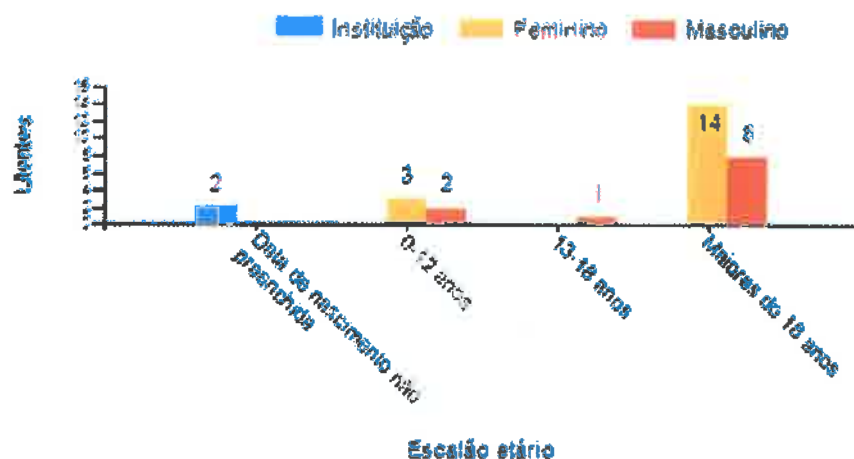 Instituição Feminino Masculino
Utentes
2
3
2
1
14
8
Data de nascimento não
preenchida
0-12 anos
13-18 anos
Maiores de 18 anos
Escalão etário